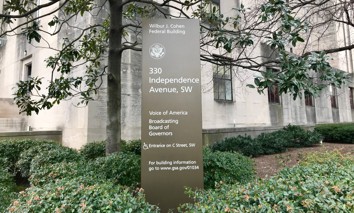 Wilbur J. Cohen
Federal Building
330
Independence
Avenue, SW
Voice of America
Broadcasting
Board of
Governors
Entrance on C Street, SW
For building information
go to www.gsa.gov/0103A